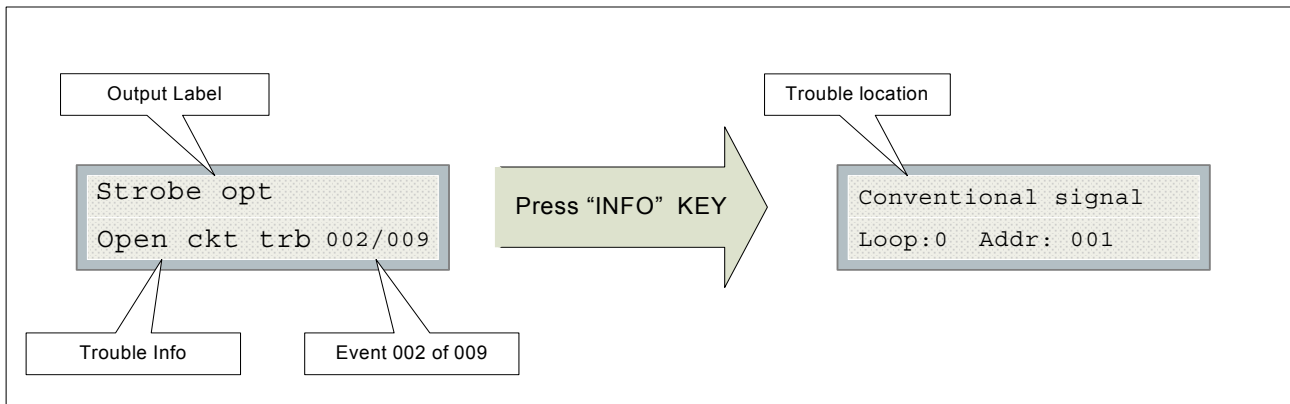 Output Label
Trouble location
Strobe opt
Open ckt trb 002/009
Press “INFO” KEY
Conventional signal
Loop:0 Addr: 001
Trouble Info
Event 002 of 009